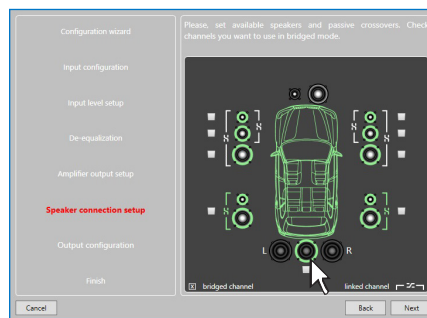 Configuration wizard
Input configuration
Input level setup
De-equalization
Amplifier output setup
Speaker connection setup
Output configuration
Finish
Please, set available speakers and passive crossovers. Check
channels you want to use in bridged mode.
L R
X bridged channel linked channel
Cancel Back Next